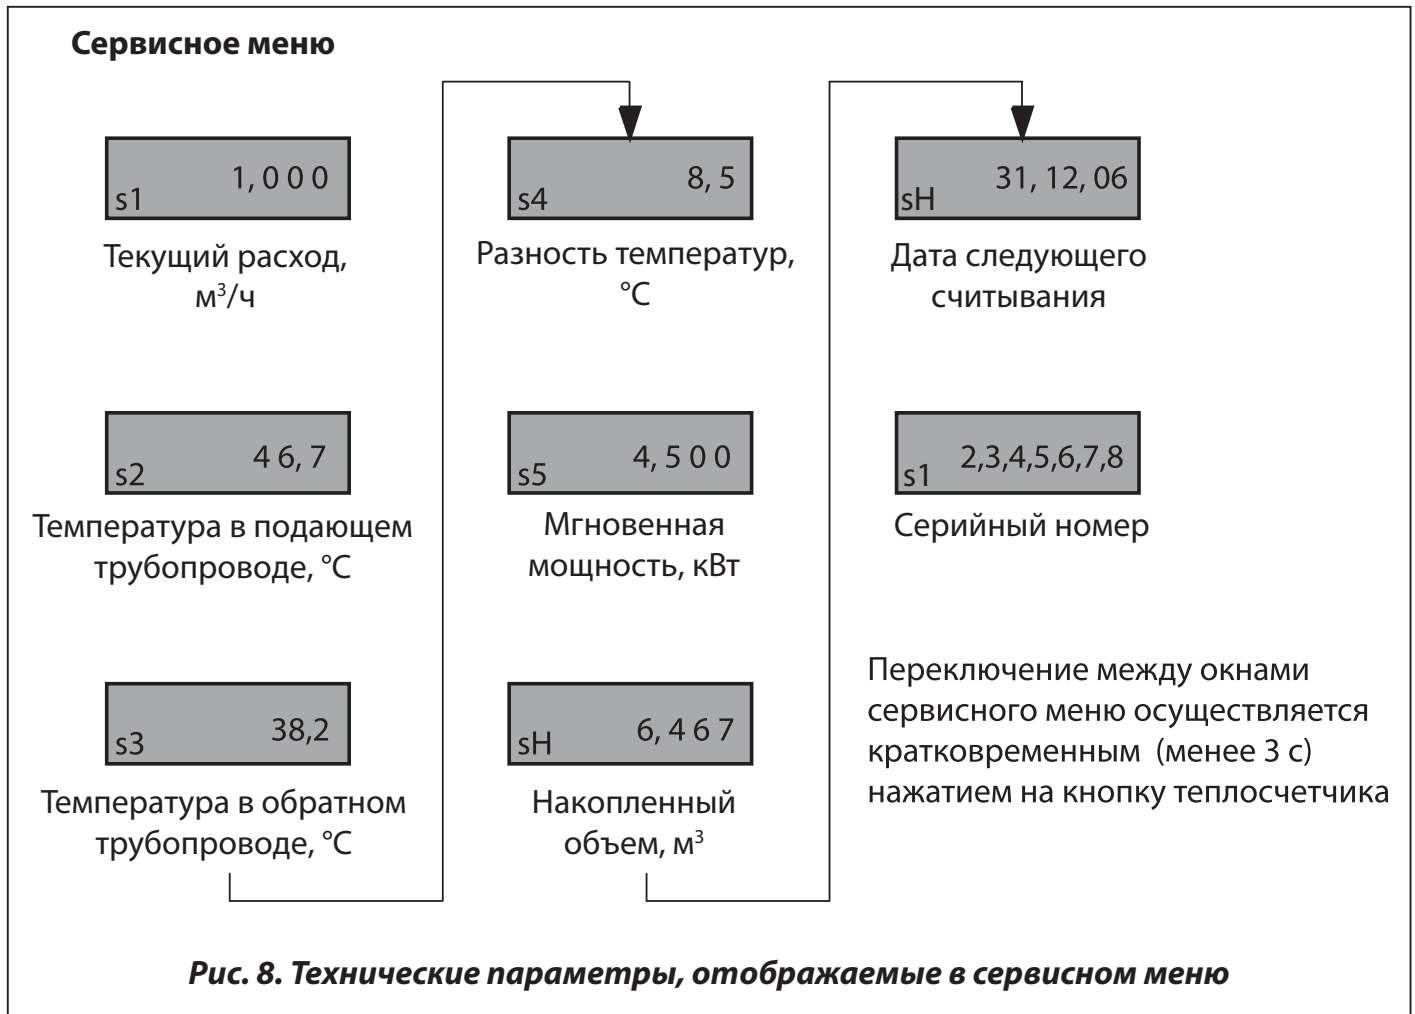 Сервисное меню
s1 1, 0 0 0
Текущий расход,
м³/ч
s2 4 6, 7
Температура в подающем
трубопроводе, °C
s3 38,2
Температура в обратном
трубопроводе, °C
s4 8, 5
Разность температур,
°C
s5 4, 5 0 0
Мгновенная
мощность, кВт
sH 6, 4 6 7
Накопленный
объем, м³
sH 31, 12, 06
Дата следующего
считывания
s1 2,3,4,5,6,7,8
Серийный номер
Переключение между окнами
сервисного меню осуществляется
кратковременным (менее 3 с)
нажатием на кнопку теплосчетчика
Рис. 8. Технические параметры, отображаемые в сервисном меню